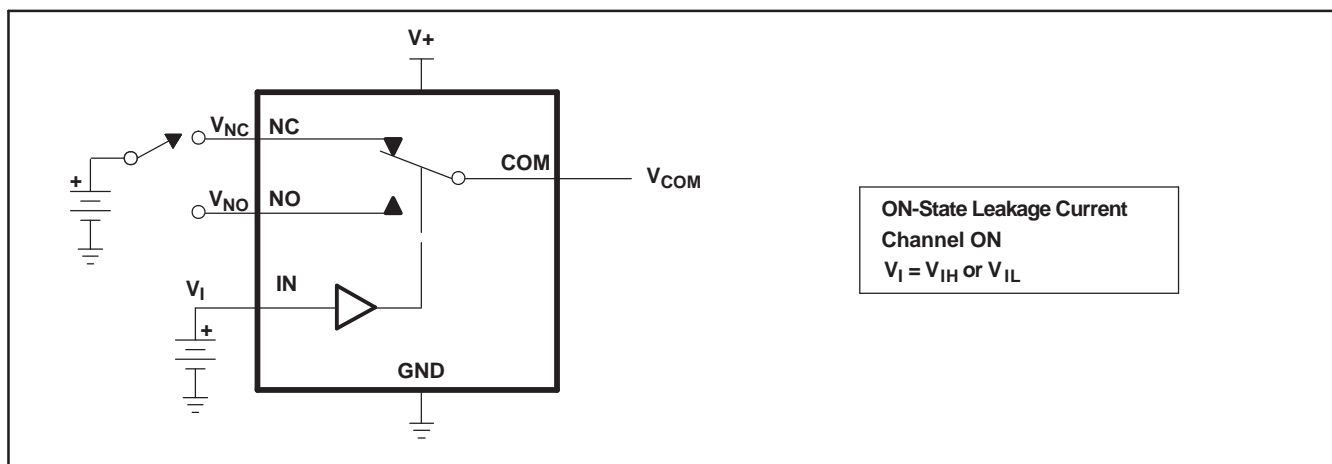 V+
V_NC NC
+
COM
V_COM
V_NO NO
V_I IN
+
GND
ON-State Leakage Current
Channel ON
V_I = V_IH or V_IL